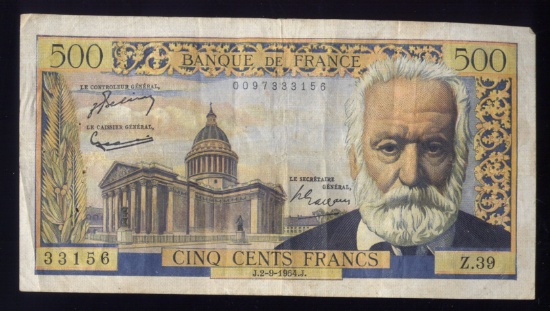 500 500
BANQUE DE FRANCE
LE CONTROLEUR GÉNÉRAL,
0097333156
LE CAISSIER GÉNÉRAL,
LE SECRÉTAIRE
GÉNÉRAL,
33156 CINQ CENTS FRANCS Z.39
J.2-9-1954.J.